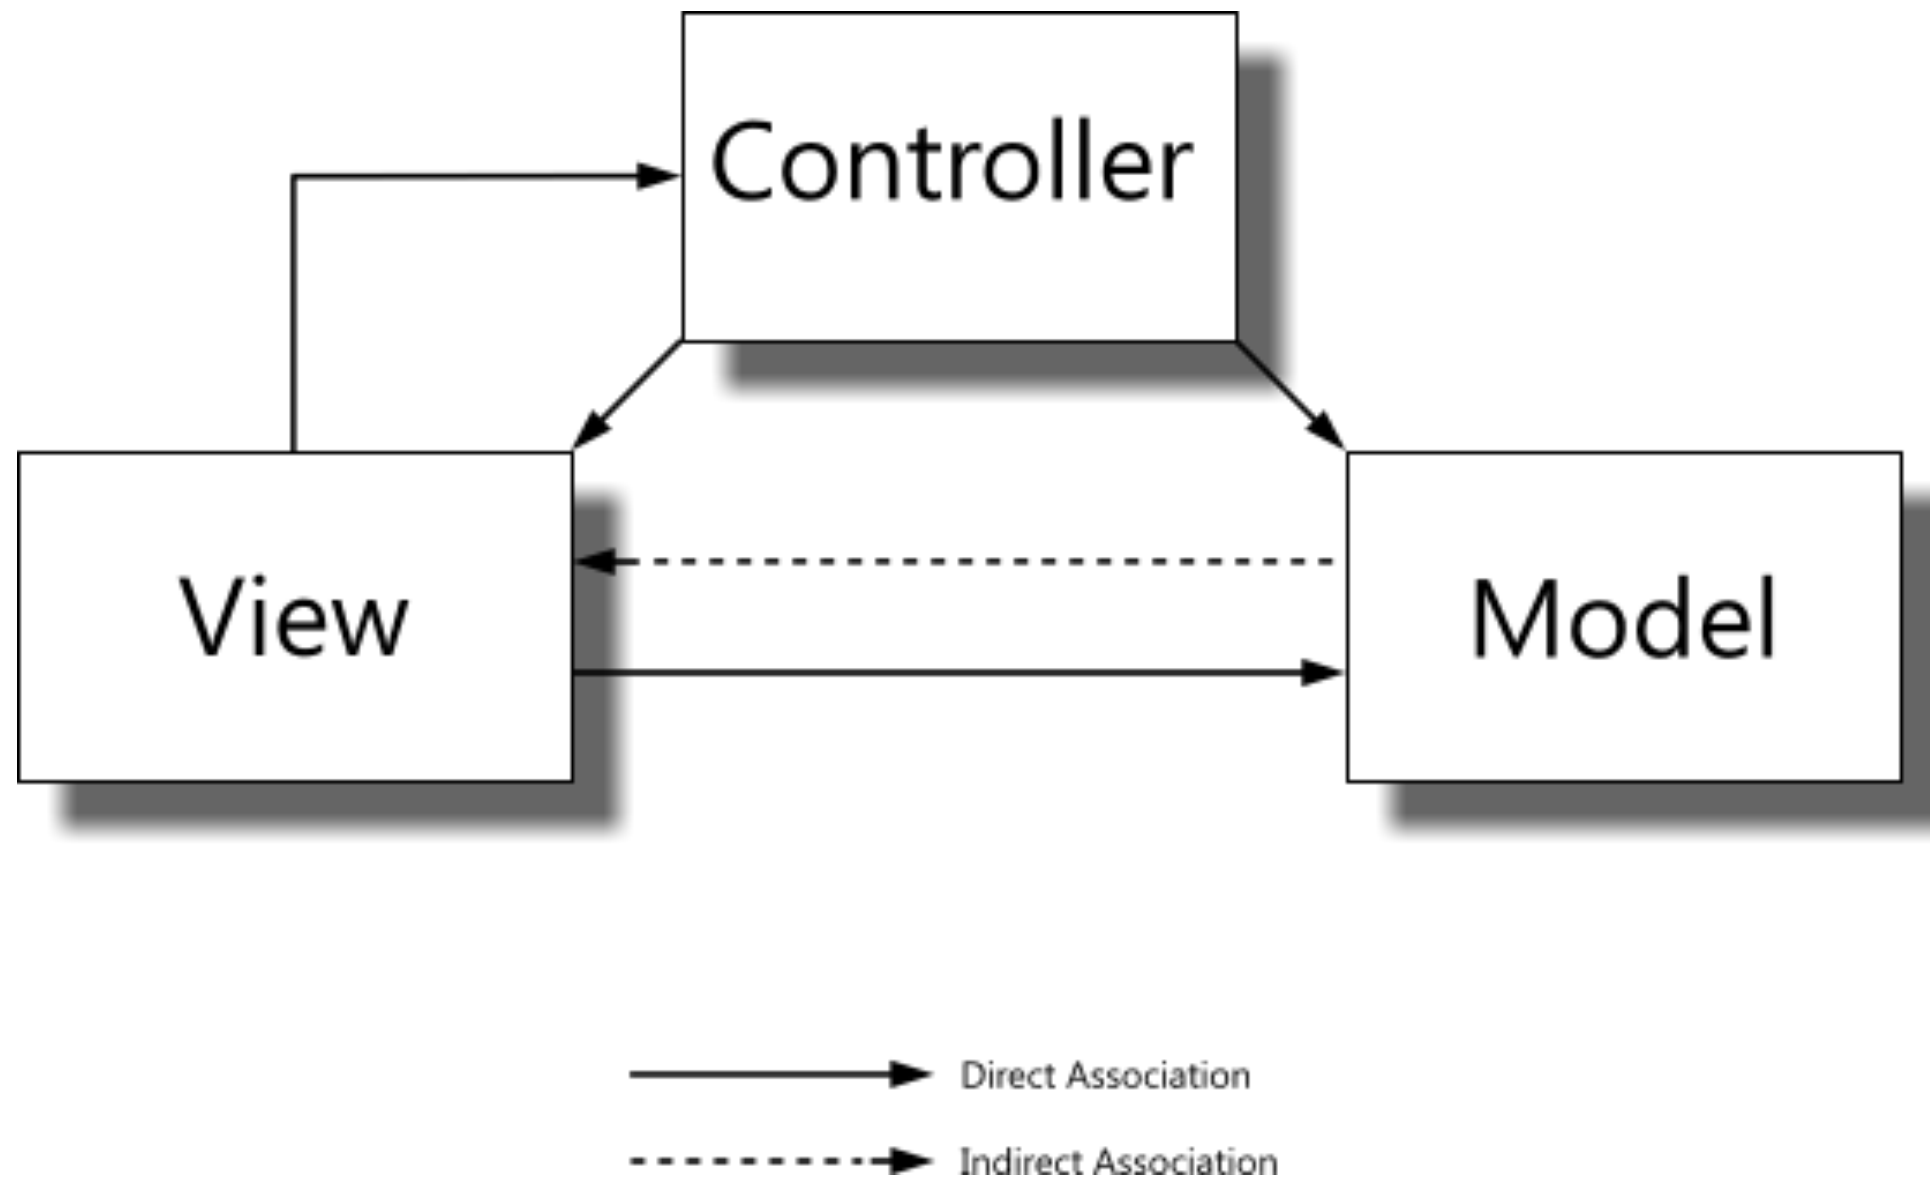 Controller
View
Model
Direct Association
Indirect Association